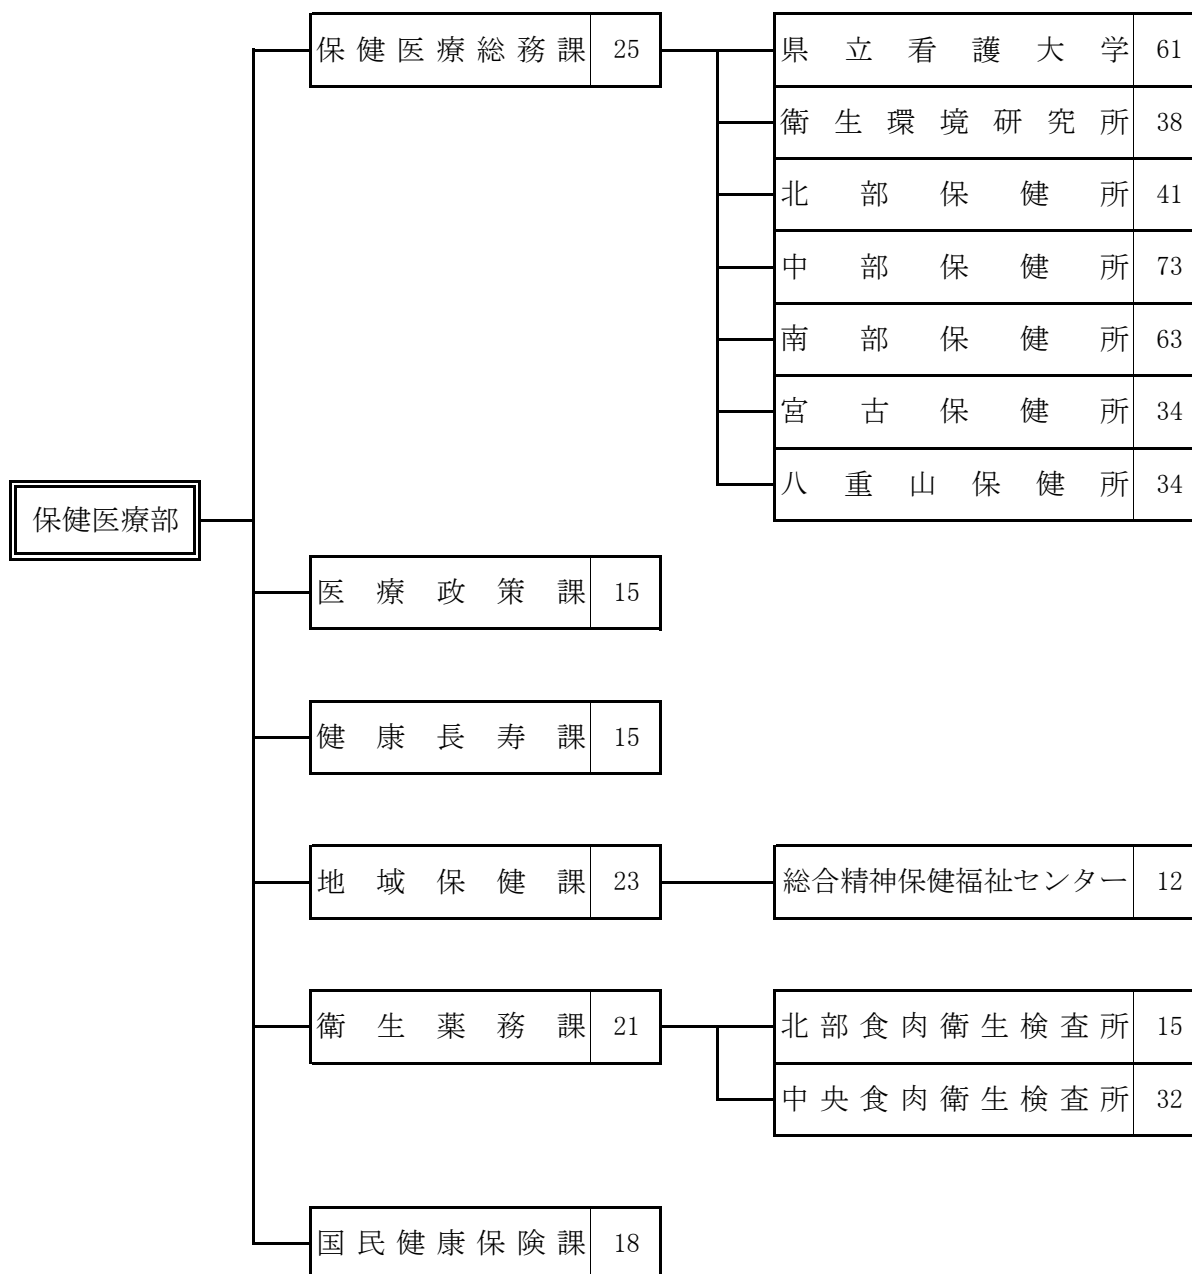 保健医療総務課 25 県立看護大学 61
衛生環境研究所 38
北部保健所 41
中部保健所 73
南部保健所 63
宮古保健所 34
八重山保健所 34
保健医療部
医療政策課 15
健康長寿課 15
地域保健課 23 総合精神保健福祉センター 12
衛生薬務課 21 北部食肉衛生検査所 15
中央食肉衛生検査所 32
国民健康保険課 18